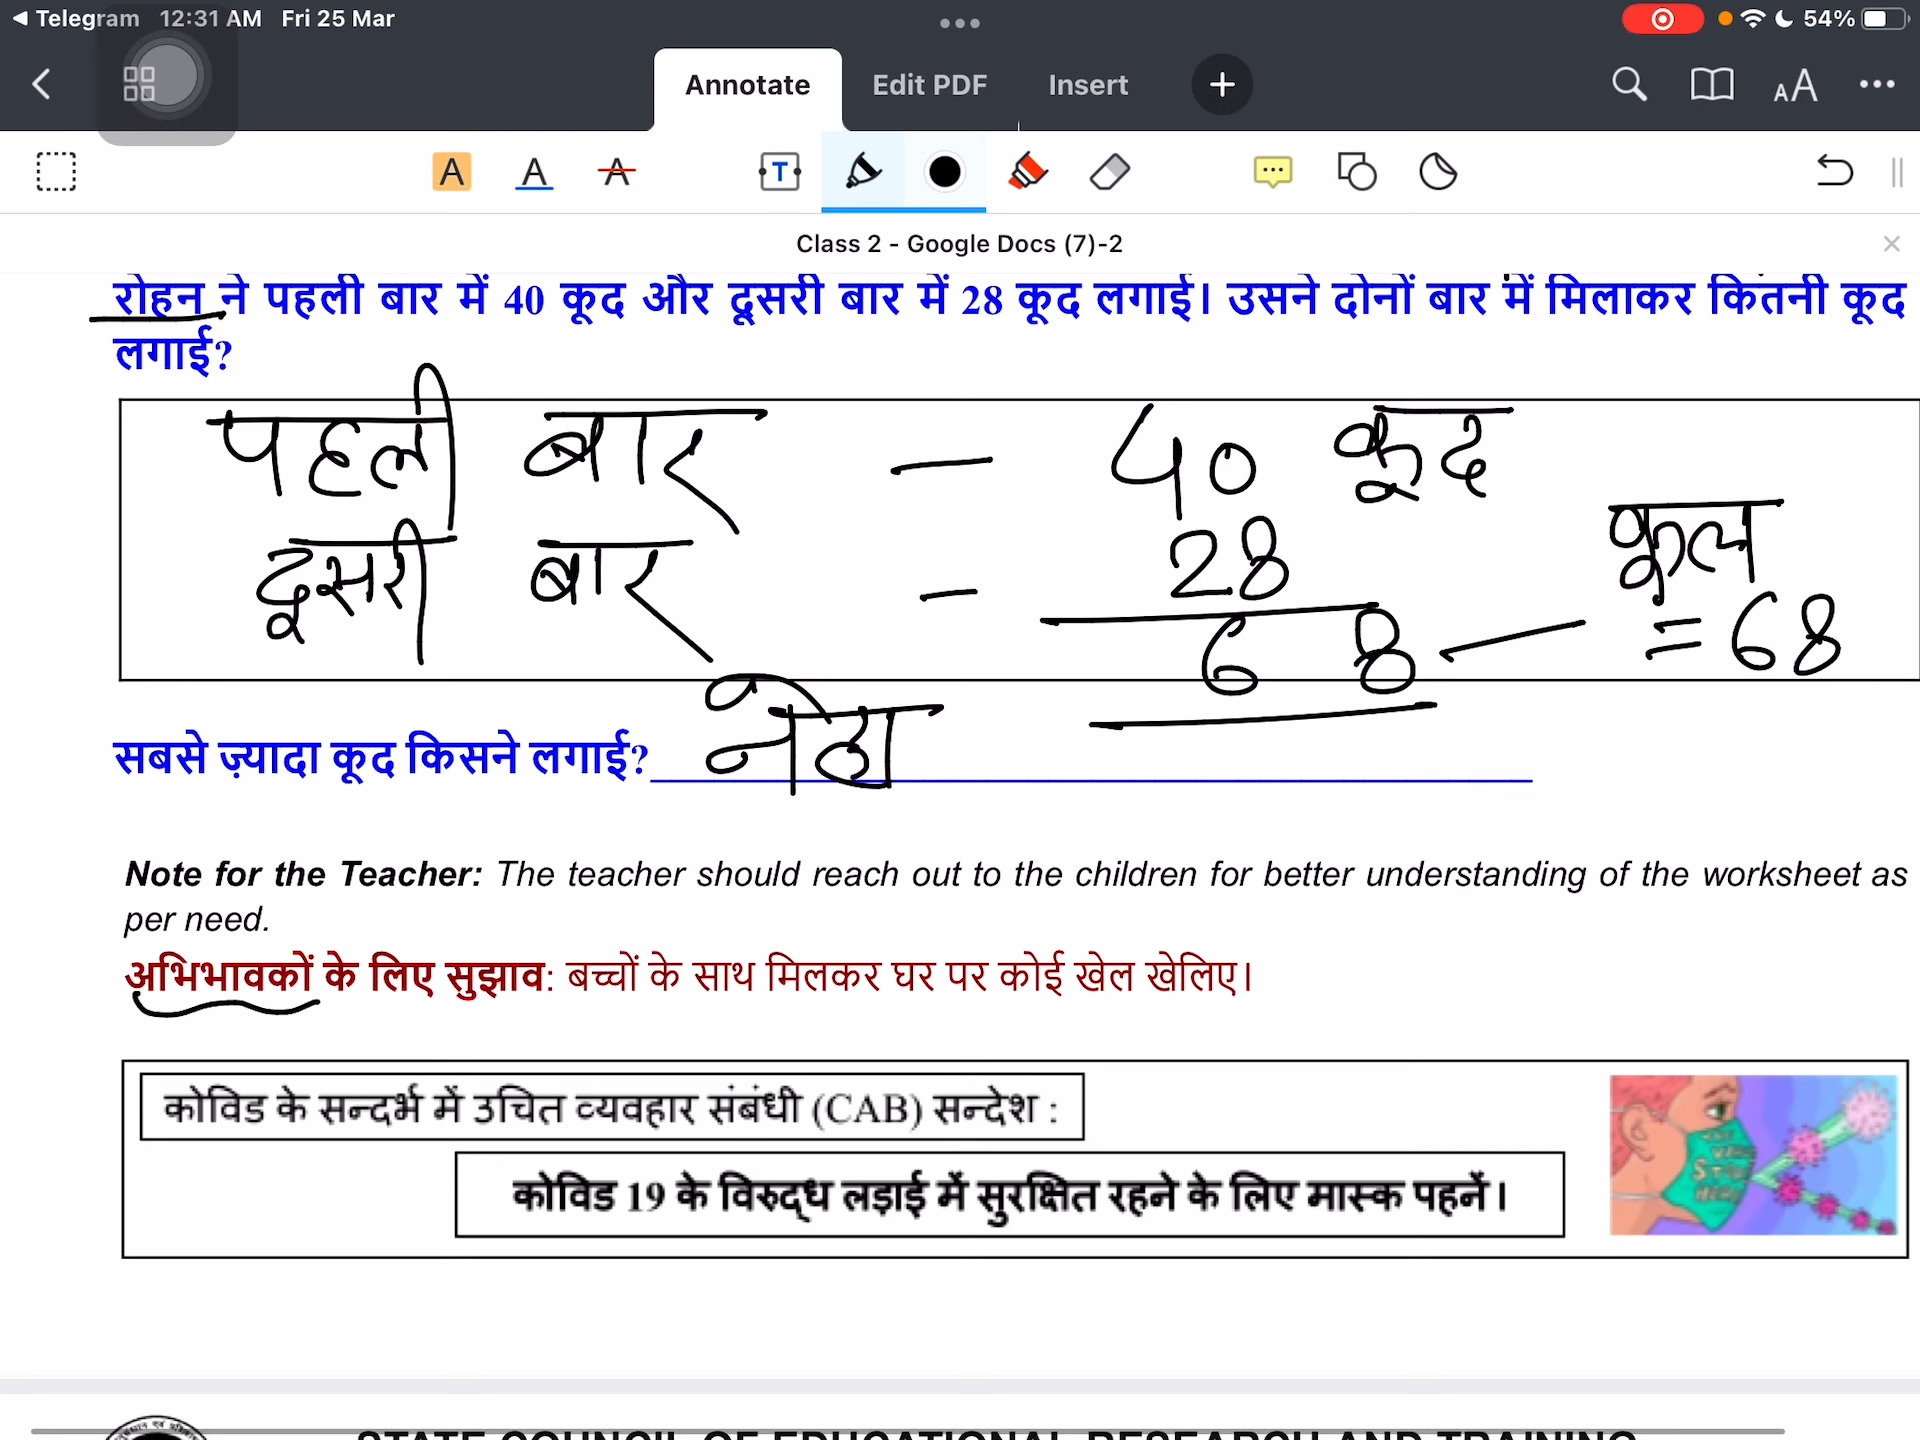 Telegram 12:31 AM Fri 25 Mar
54%
Annotate Edit PDF Insert
Class 2 - Google Docs (7)-2
रोहन ने पहली बार में 40 कूद और दूसरी बार में 28 कूद लगाई। उसने दोनों बार में मिलाकर कितनी कूद
लगाई?
पहली बार - 40 कूद
दूसरी बार - 28
कुल
68
= 68
सबसे ज़्यादा कूद किसने लगाई? नेहा
Note for the Teacher: The teacher should reach out to the children for better understanding of the worksheet as
per need.
अभिभावकों के लिए सुझाव: बच्चों के साथ मिलकर घर पर कोई खेल खेलिए।
कोविड के सन्दर्भ में उचित व्यवहार संबंधी (CAB) सन्देश :
कोविड 19 के विरुद्ध लड़ाई में सुरक्षित रहने के लिए मास्क पहनें।
STATE COUNCIL OF EDUCATIONAL RESEARCH AND TRAINING